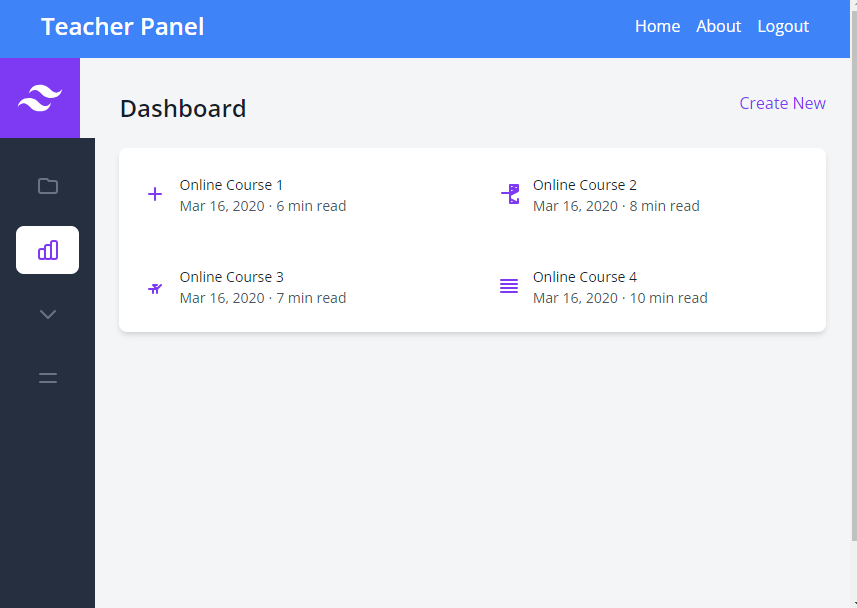 Teacher Panel
Home About Logout
Dashboard
Create New
Online Course 1
Mar 16, 2020 · 6 min read
Online Course 2
Mar 16, 2020 · 8 min read
Online Course 3
Mar 16, 2020 · 7 min read
Online Course 4
Mar 16, 2020 · 10 min read